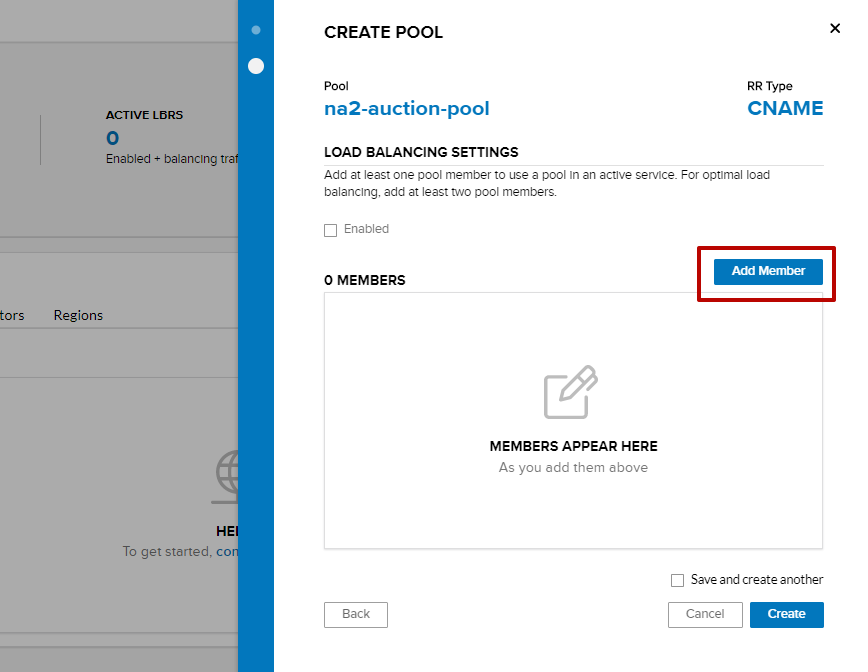 CREATE POOL
Pool
na2-auction-pool
RR Type
CNAME
ACTIVE LBRS
0
Enabled + balancing traf
LOAD BALANCING SETTINGS
Add at least one pool member to use a pool in an active service. For optimal load
balancing, add at least two pool members.
Enabled
0 MEMBERS
Add Member
tors
Regions
MEMBERS APPEAR HERE
As you add them above
HE
To get started, con
Save and create another
Back
Cancel
Create